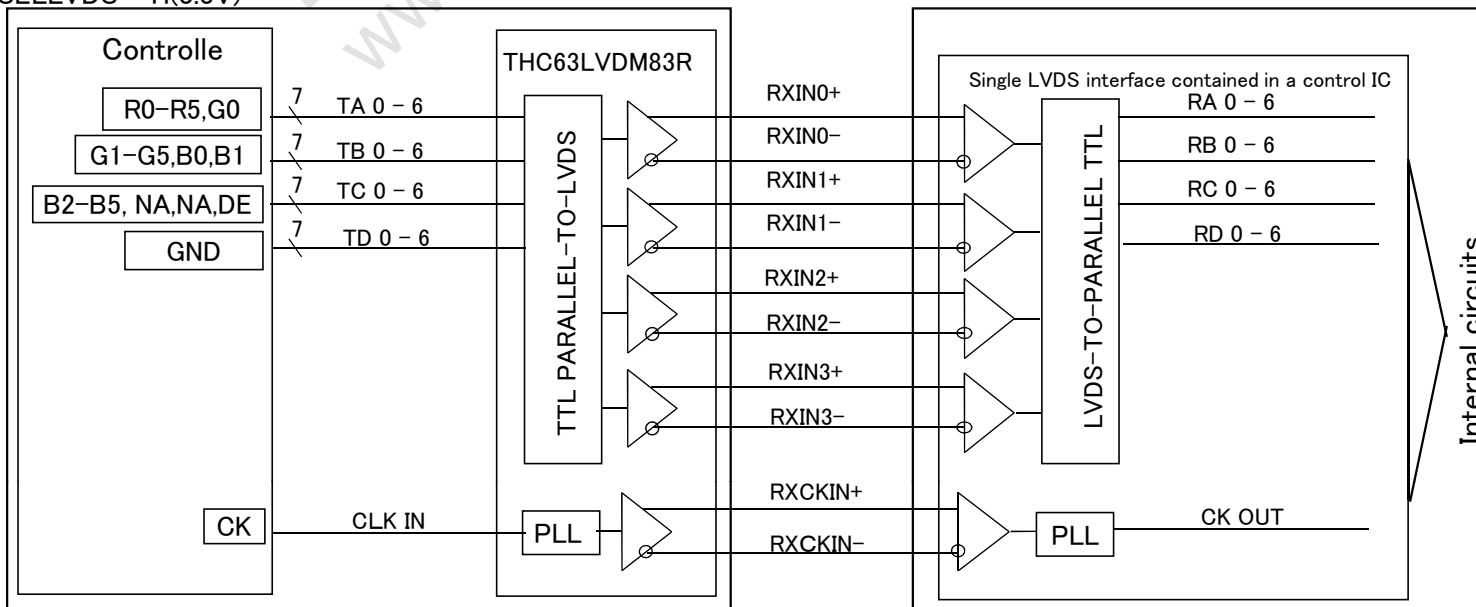 Controlle
THC63LVDM83R
Single LVDS interface contained in a control IC
R0-R5,G0
7
TA 0 - 6
RXIN0+
RA 0 - 6
G1-G5,B0,B1
7
TB 0 - 6
RXIN0-
RB 0 - 6
B2-B5, NA,NA,DE
7
TC 0 - 6
RXIN1+
RC 0 - 6
GND
7
TD 0 - 6
RXIN1-
RD 0 - 6
TTL PARALLEL-TO-LVDS
LVDS-TO-PARALLEL TTL
RXIN2+
RXIN2-
RXIN3+
RXIN3-
Internal circuits
CK
CLK IN
PLL
RXCKIN+
RXCKIN-
PLL
CK OUT